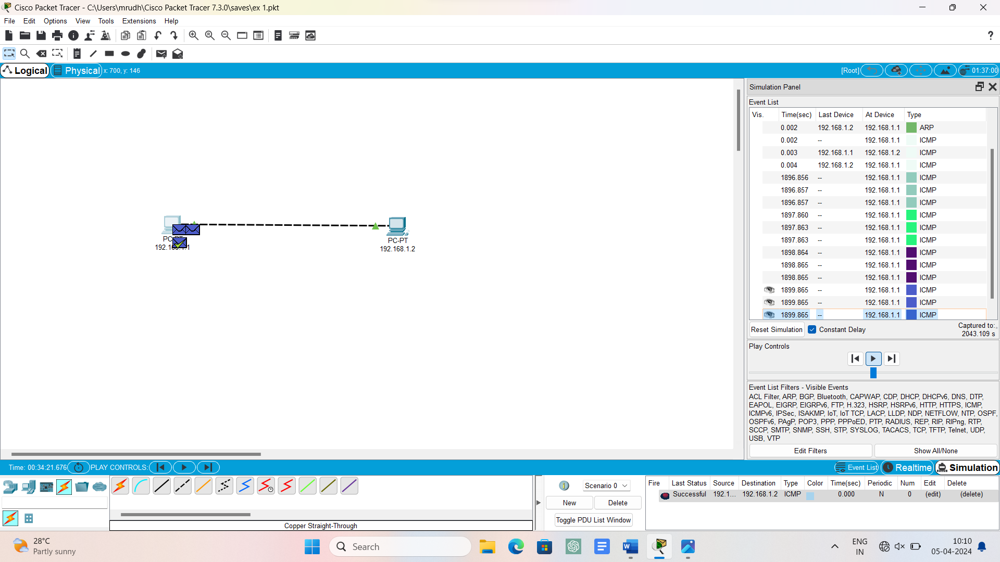 Cisco Packet Tracer - C:\Users\mrudh\Cisco Packet Tracer 7.3.0\saves\ex 1.pkt
File Edit Options View Tools Extensions Help
?
Logical Physical x: 700, y: 146 [Root] 01:37:00
Simulation Panel
Event List
Vis. Time(sec) Last Device At Device Type
0.002 192.168.1.2 192.168.1.1 ARP
0.002 -- 192.168.1.1 ICMP
0.003 192.168.1.1 192.168.1.2 ICMP
0.004 192.168.1.2 192.168.1.1 ICMP
1896.856 -- 192.168.1.1 ICMP
1896.857 -- 192.168.1.1 ICMP
1896.857 -- 192.168.1.1 ICMP
1897.860 -- 192.168.1.1 ICMP
1897.863 -- 192.168.1.1 ICMP
1897.863 -- 192.168.1.1 ICMP
1898.864 -- 192.168.1.1 ICMP
1898.865 -- 192.168.1.1 ICMP
1898.865 -- 192.168.1.1 ICMP
1899.865 -- 192.168.1.1 ICMP
1899.865 -- 192.168.1.1 ICMP
1899.865 -- 192.168.1.1 ICMP
PC-PT
192.168.1.2
Reset Simulation Constant Delay
Captured to:
2043.109 s
Play Controls
Event List Filters - Visible Events
ACL Filter, ARP, BGP, Bluetooth, CAPWAP, CDP, DHCP, DHCPv6, DNS, DTP,
EAPOL, EIGRP, EIGRPv6, FTP, H.323, HSRP, HSRPv6, HTTP, HTTPS, ICMP,
ICMPv6, IPSec, ISAKMP, IoT, IoT TCP, LACP, LLDP, NDP, NETFLOW, NTP, OSPF,
OSPFv6, PAgP, POP3, PPP, PPPoED, PTP, RADIUS, REP, RIP, RIPng, RTP,
SCCP, SMTP, SNMP, SSH, STP, SYSLOG, TACACS, TCP, TFTP, Telnet, UDP,
USB, VTP
Edit Filters Show All/None
Time: 00:34:21.676 PLAY CONTROLS: Event List Realtime Simulation
1 Scenario 0
New Delete
Toggle PDU List Window
Fire Last Status Source Destination Type Color Time(sec) Periodic Num Edit Delete
Successful 192.1... 192.168.1.2 ICMP 0.000 N 0 (edit) (delete)
Copper Straight-Through
28°C
Partly sunny
Search
ENG
IN
10:10
05-04-2024